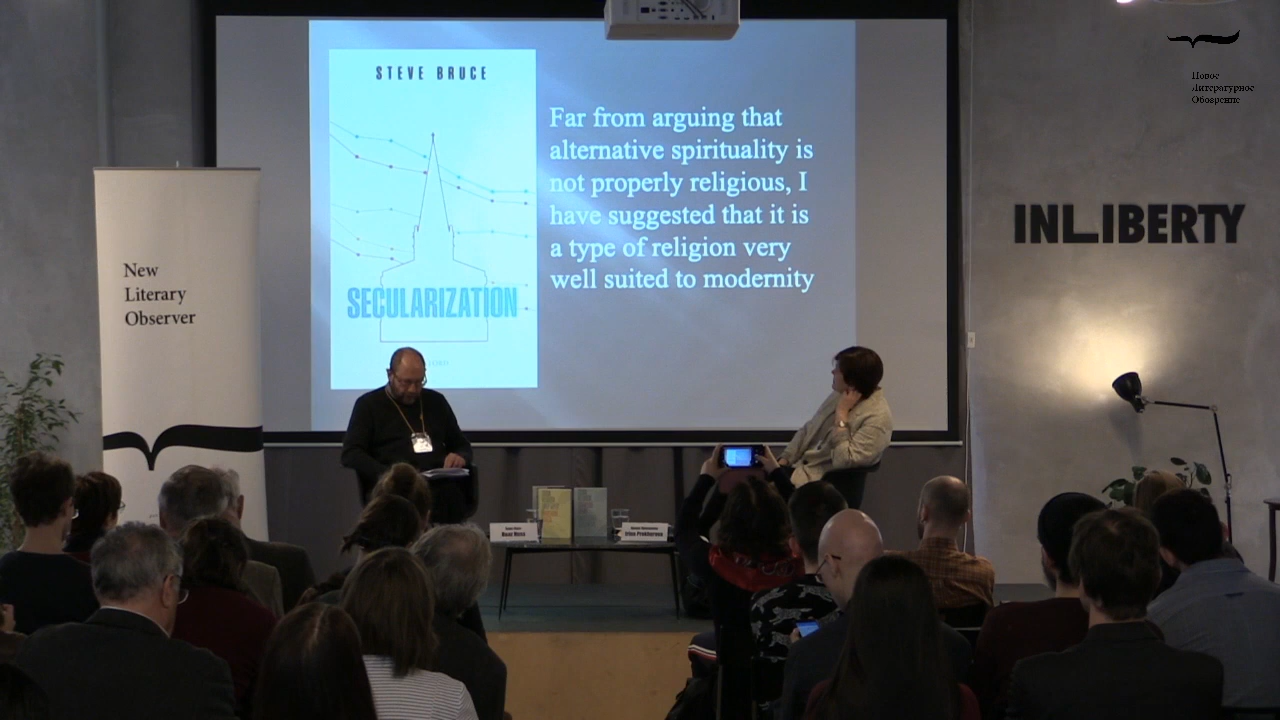 STEVE BRUCE
SECULARIZATION
Far from arguing that
alternative spirituality is
not properly religious, I
have suggested that it is
a type of religion very
well suited to modernity
Новое
Литературное
Обозрение
INLIBERTY
New
Literary
Observer